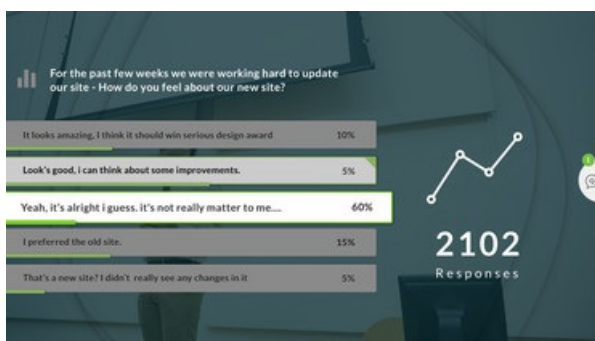 For the past few weeks we were working hard to update
our site - How do you feel about our new site?
It looks amazing, I think it should win serious design award 10%
Look's good, i can think about some improvements. 5%
Yeah, it's alright i guess. it's not really matter to me.... 60%
I preferred the old site. 15%
That's a new site? I didn't really see any changes in it 5%
2102
Responses